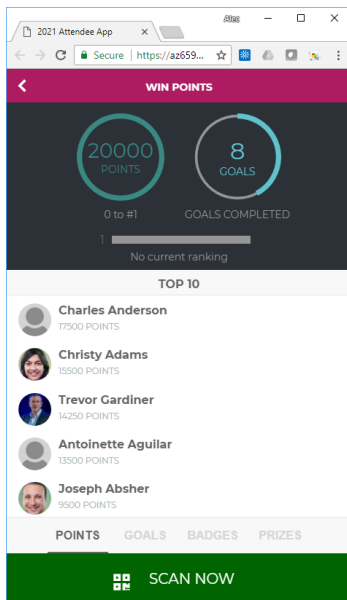 Alec
2021 Attendee App
Secure
https://az659...
WIN POINTS
20000
POINTS
8
GOALS
0 to #1
GOALS COMPLETED
1
No current ranking
TOP 10
Charles Anderson
17500 POINTS
Christy Adams
15500 POINTS
Trevor Gardiner
14250 POINTS
Antoinette Aguilar
13500 POINTS
Joseph Absher
9500 POINTS
POINTS GOALS BADGES PRIZES
SCAN NOW